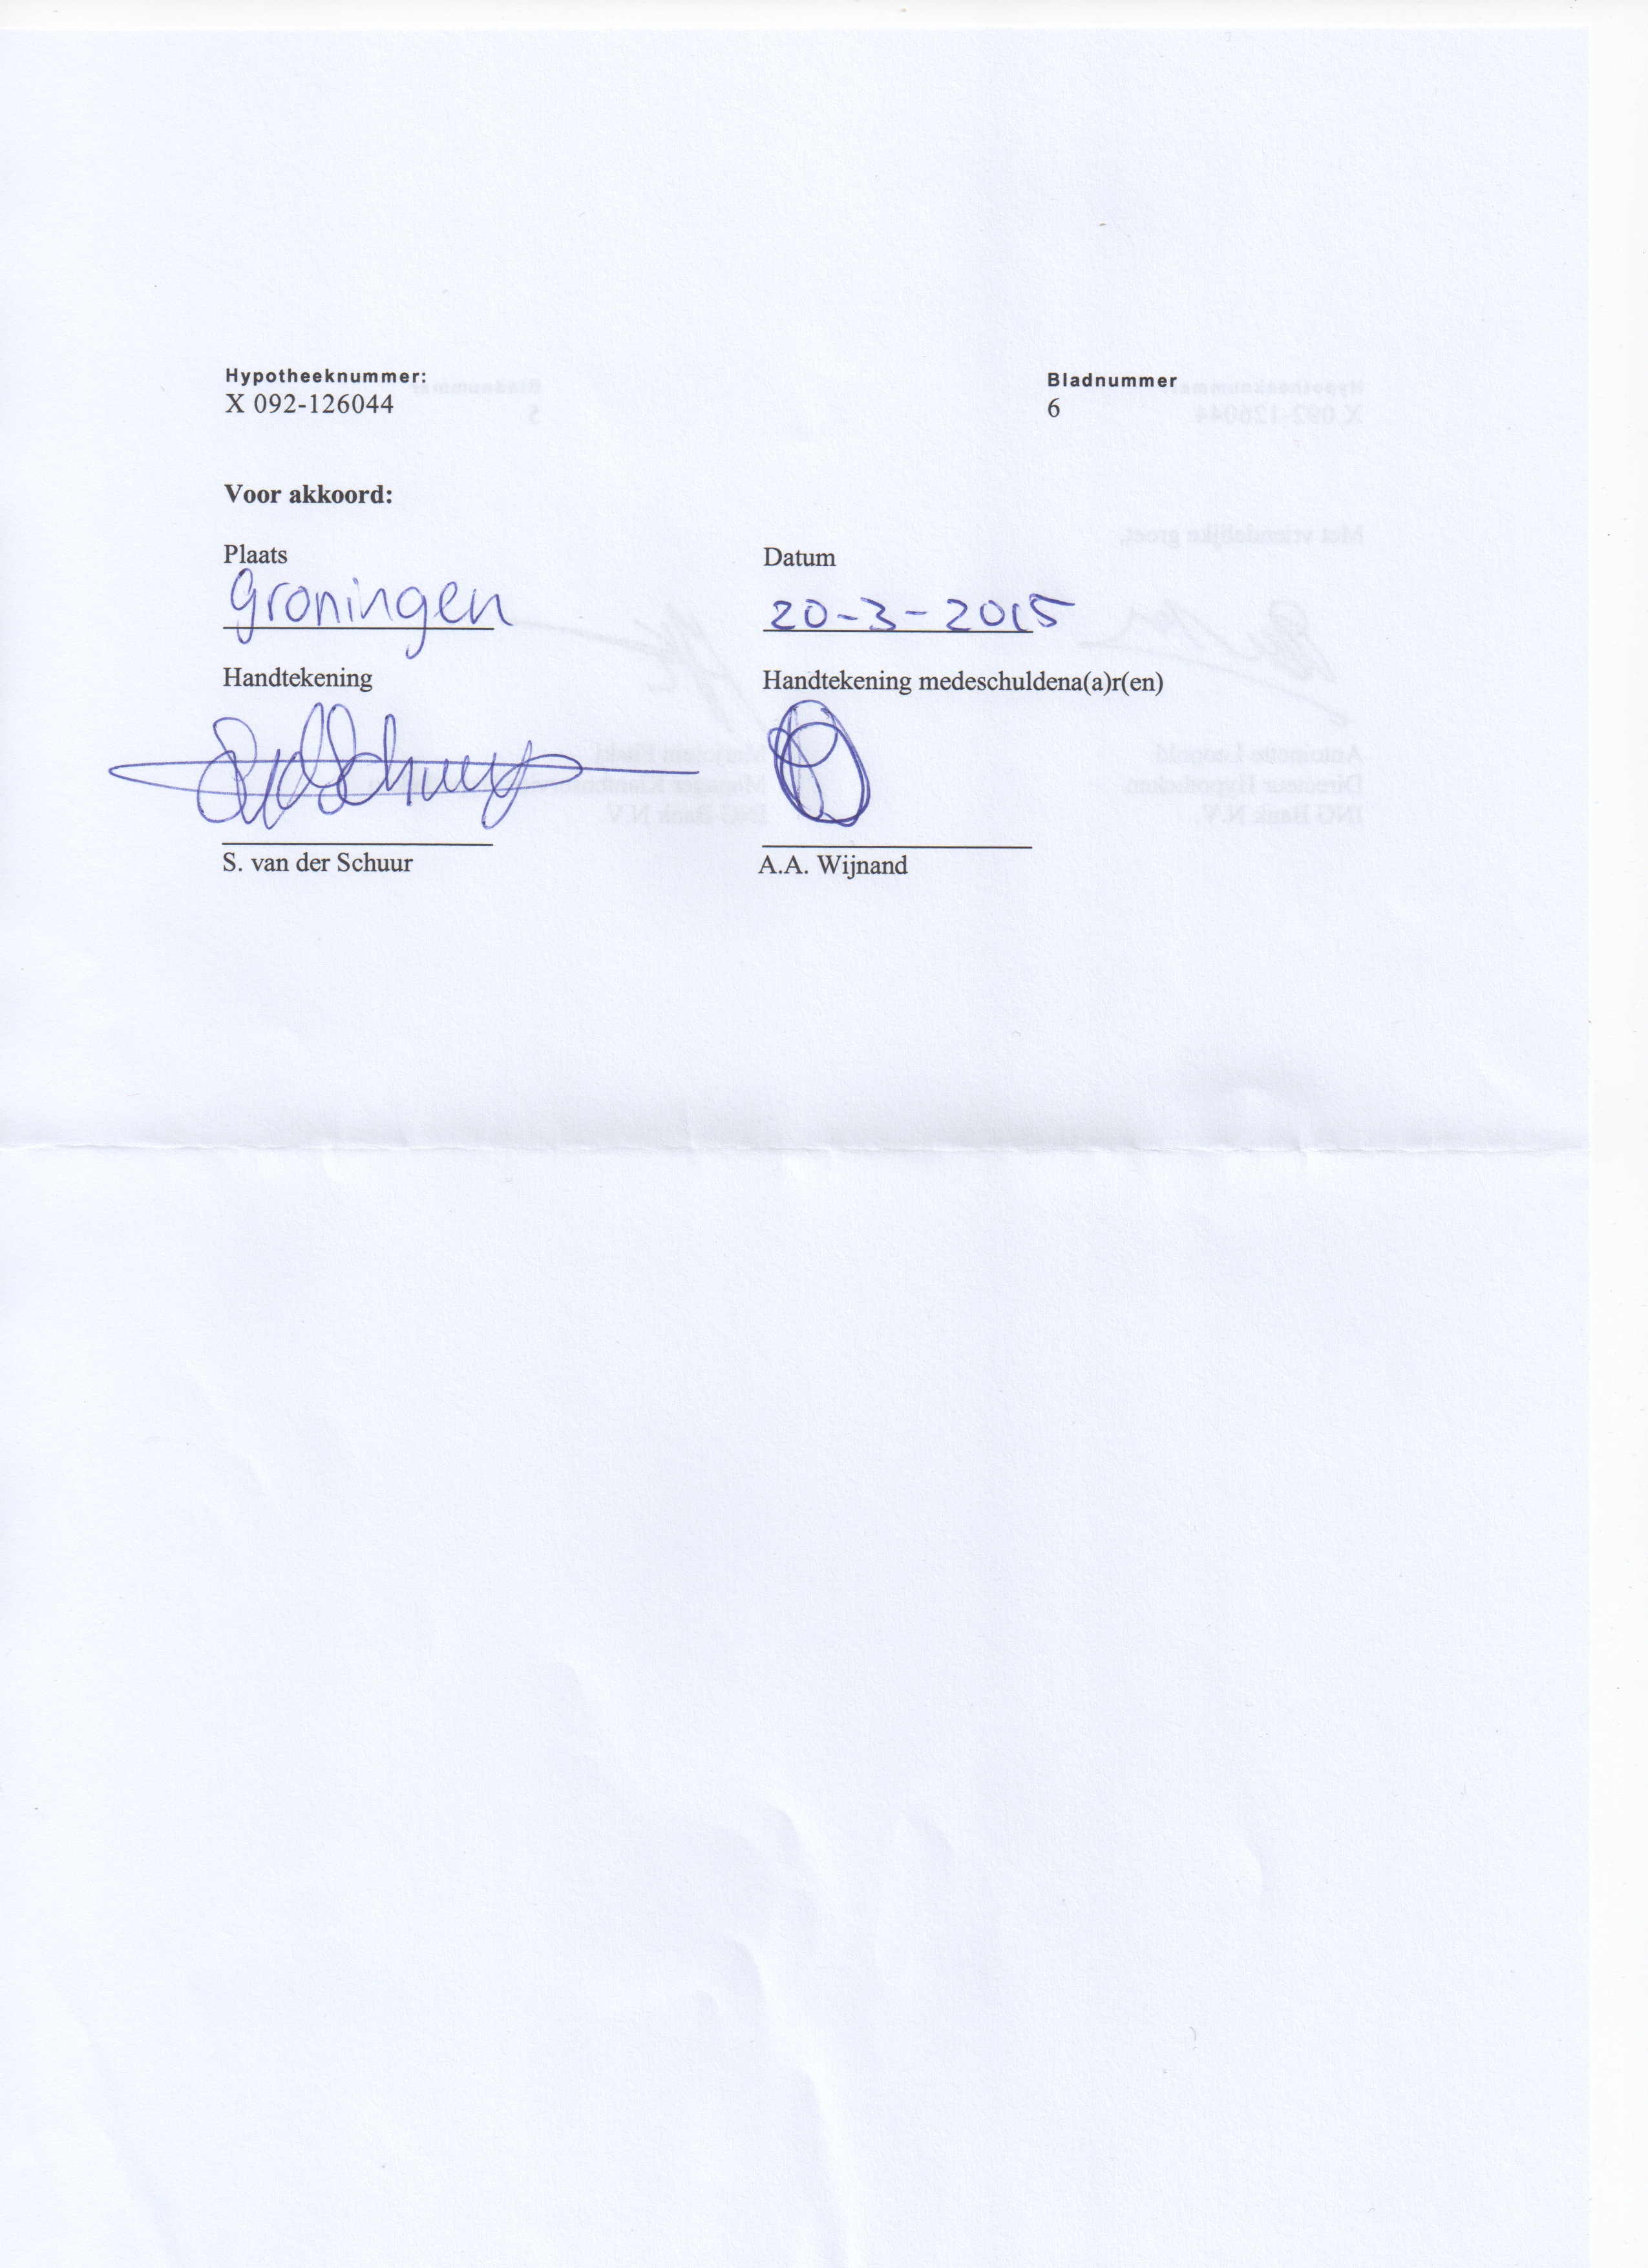 Hypotheeknummer: Bladnummer
X 092-126044 6
Voor akkoord:
Plaats Datum
Groningen 20-3-2015
Handtekening Handtekening medeschuldena(a)r(en)
S. van der Schuur A.A. Wijnand